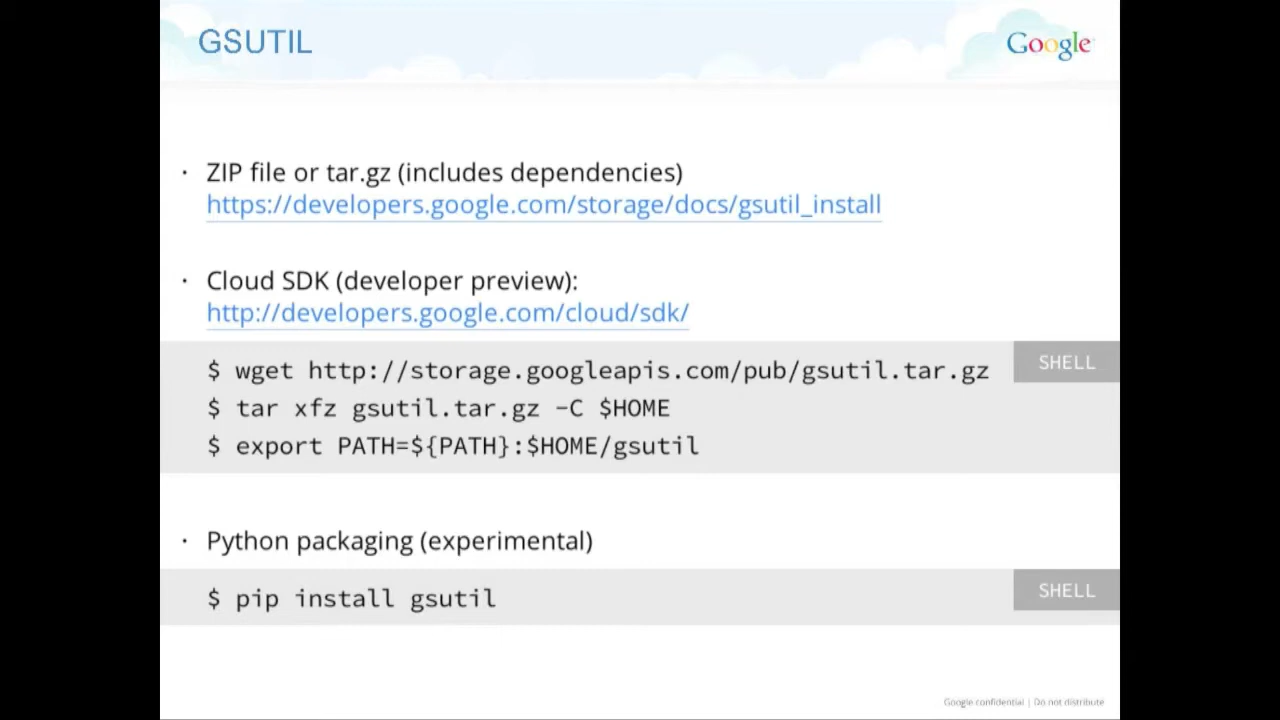 GSUTIL
Google
· ZIP file or tar.gz (includes dependencies)
https://developers.google.com/storage/docs/gsutil_install
· Cloud SDK (developer preview):
http://developers.google.com/cloud/sdk/
SHELL
$ wget http://storage.googleapis.com/pub/gsutil.tar.gz
$ tar xfz gsutil.tar.gz -C $HOME
$ export PATH=${PATH}:$HOME/gsutil
· Python packaging (experimental)
SHELL
$ pip install gsutil
Google confidential | Do not distribute